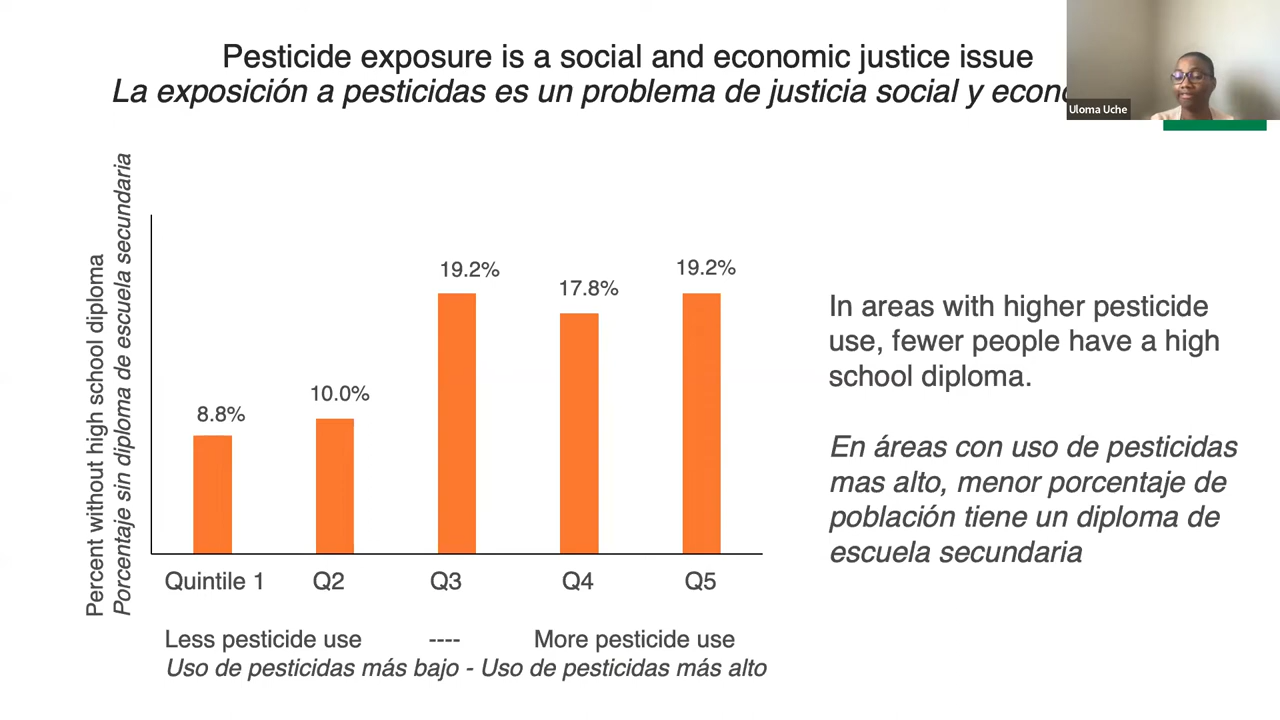 Pesticide exposure is a social and economic justice issue
La exposición a pesticidas es un problema de justicia social y econ
Uloma Uche
Percent without high school diploma
Porcentaje sin diploma de escuela secundaria
8.8%
10.0%
19.2%
17.8%
19.2%
Quintile 1 Q2 Q3 Q4 Q5
Less pesticide use ---- More pesticide use
Uso de pesticidas más bajo - Uso de pesticidas más alto
In areas with higher pesticide
use, fewer people have a high
school diploma.
En áreas con uso de pesticidas
mas alto, menor porcentaje de
población tiene un diploma de
escuela secundaria